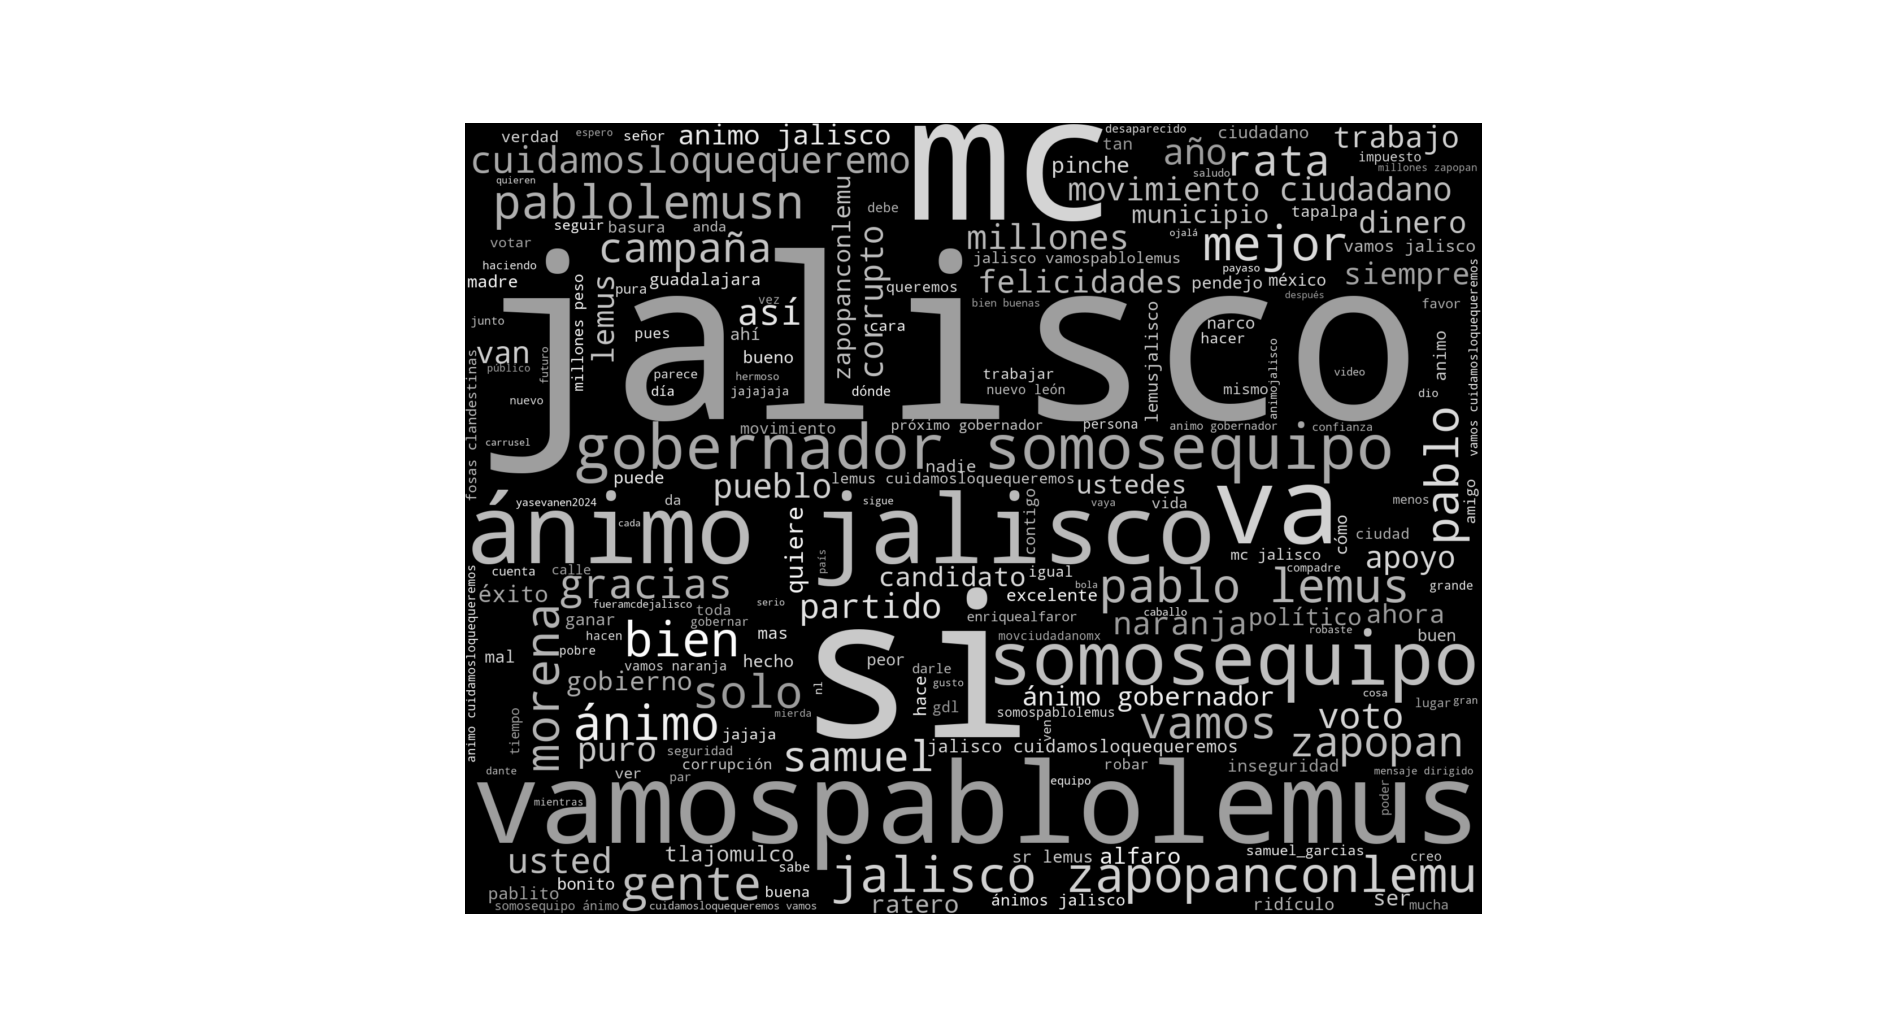 verdad
espero
señor
animo jalisco
mc
desaparecido
ciudadano
trabajo
tan
cuidamosloquequeremo
año
rata
impuesto
pinche
millones zapopan
saludo
quieren
pablolemusn
zapopanconlemu
movimiento ciudadano
debe
municipio
tapalpa
dinero
seguir
basura
anda
corrupto
millones
ojalá
mejor
vamos jalisco
votar
campaña
jalisco vamospablolemus
haciendo
payaso
siempre
madre
millones peso
lemus
guadalajara
pura
felicidades
pendejo
méxico
queremos
después
vez
bien buenas
favor
así
junto
pues
ahí
cara
jalisco
lemusjalisco
narco
hacer
van
público
futuro
bueno
animojalisco
animo
vamos cuidamosloquequeremos
parece
hermoso
trabajar
video
día
jajajaja
dónde
nuevo león
mismo
dio
nuevo
fosas clandestinas
carrusel
movimiento
próximo gobernador
persona
animo gobernador
confianza
pablo
gobernador somosequipo
nadie
puede
pueblo
lemus cuidamosloquequeremos
ustedes
va
amigo
yasevanen2024
da
sigue
contigo
vaya
vida
menos
cada
ánimo jalisco
quiere
cómo
ciudad
país
mc jalisco
apoyo
cuenta
calle
gracias
candidato
igual
compadre
pablo lemus
bola
grande
éxito
fueramcdejalisco
toda
serio
partido
excelente
caballo
animo cuidamosloquequeremos
morena
ganar
gobernar
si
enriquealfaror
naranja
político
ahora
hacen
bien
mas
movciudadanomx
robaste
buen
mal
pobre
vamos naranja
hecho
peor
darle
somosequipo
gobierno
solo
nl
hace
gusto
ánimo gobernador
cosa
lugar
gran
tiempo
ánimo
mierda
gdl
somospablolemus
ven
vamos
voto
jajaja
puro
seguridad
samuel
jalisco cuidamosloquequeremos
zapopan
corrupción
robar
inseguridad
dante
ver
par
equipo
mensaje dirigido
poder
mientras
vamospablolemus
usted
tlajomulco
sabe
sr lemus
alfaro
samuel_garcias
creo
pablito
bonito
gente
buena
jalisco zapopanconlemu
somosequipo ánimo
cuidamosloquequeremos vamos
ratero
ánimos jalisco
ridículo
ser
mucha